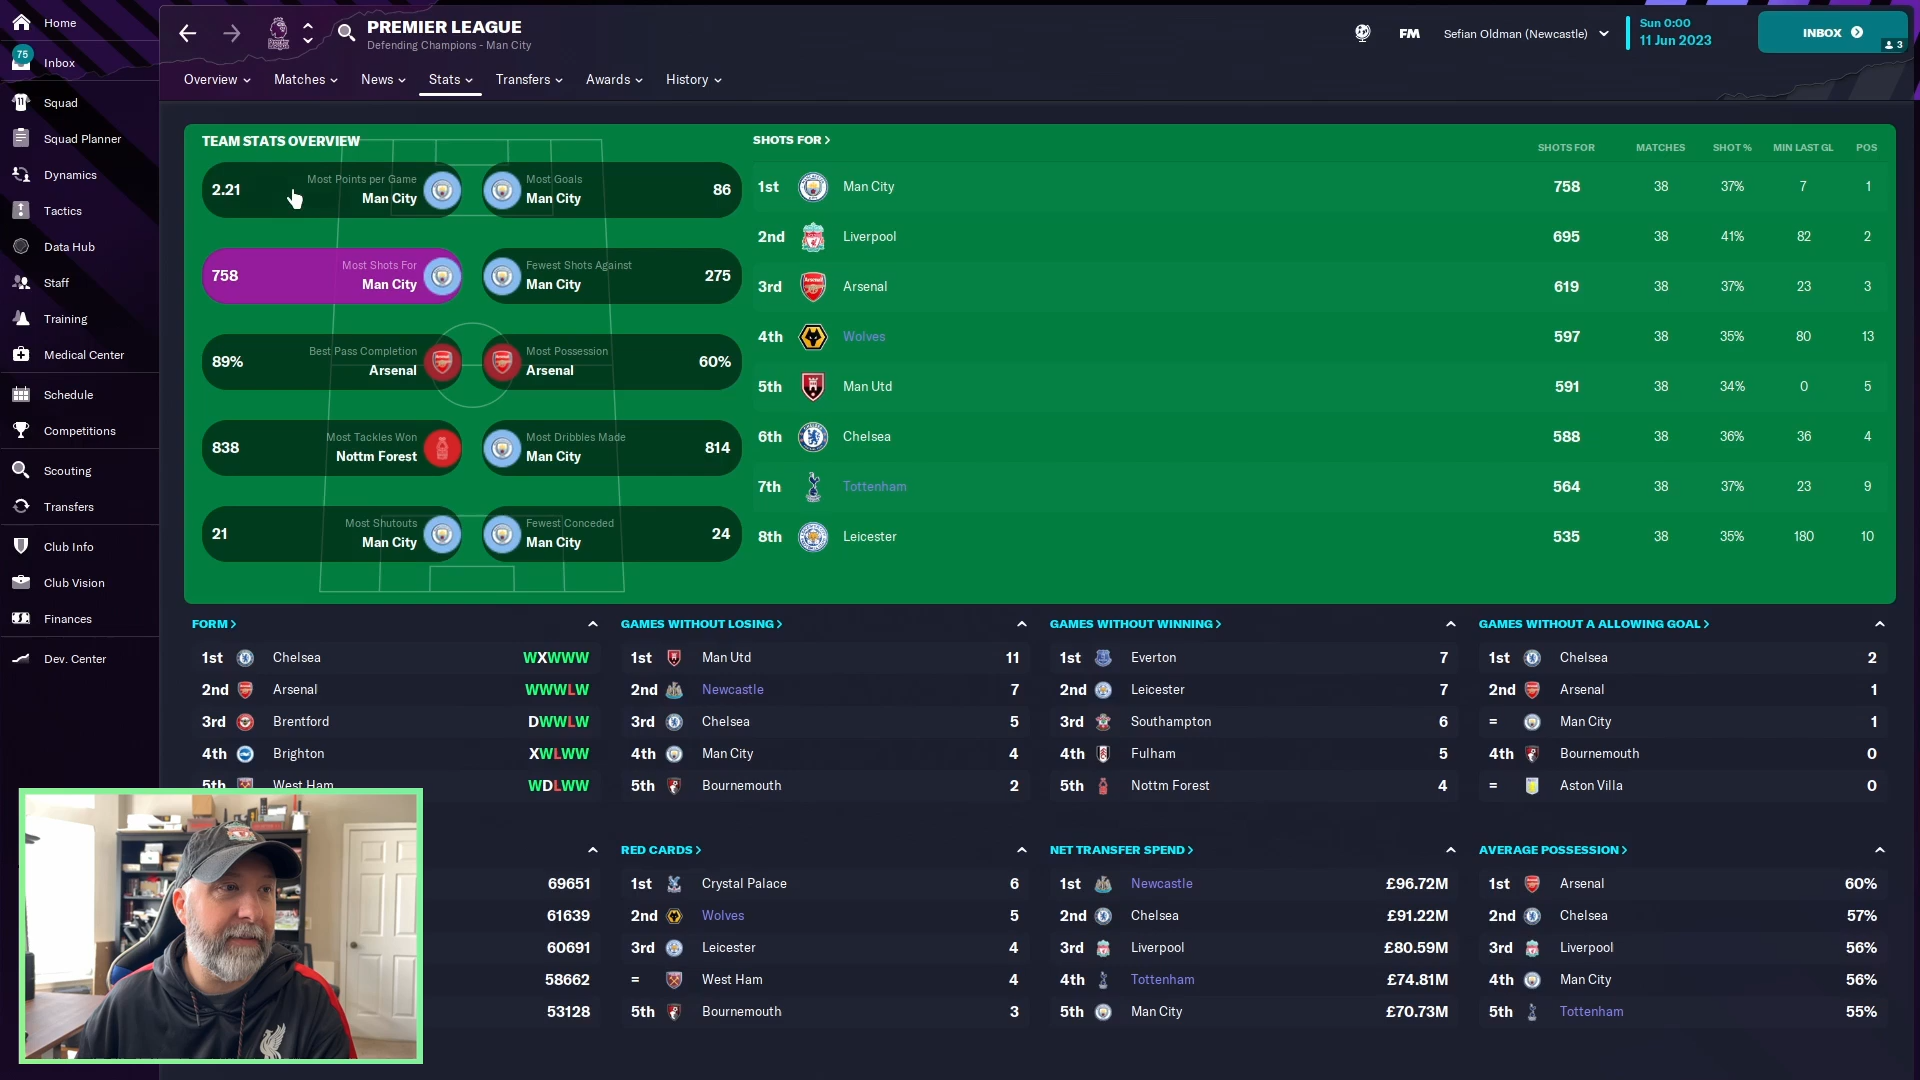 Home
75
Inbox
Squad
Squad Planner
Dynamics
Tactics
Data Hub
Staff
Training
Medical Center
Schedule
Competitions
Scouting
Transfers
Club Info
Club Vision
Finances
Dev. Center
PREMIER LEAGUE
Defending Champions - Man City
FM
Sefian Oldman (Newcastle)
Sun 0:00
11 Jun 2023
INBOX
3
Overview Matches News Stats Transfers Awards History
TEAM STATS OVERVIEW
2.21 Most Points per Game Man City
Most Goals Man City 86
758 Most Shots For Man City
Fewest Shots Against Man City 275
89% Best Pass Completion Arsenal
Most Possession Arsenal 60%
838 Most Tackles Won Nottm Forest
Most Dribbles Made Man City 814
21 Most Shutouts Man City
Fewest Conceded Man City 24
SHOTS FOR >
SHOTS FOR MATCHES SHOT % MIN LAST GL POS
1st Man City 758 38 37% 7 1
2nd Liverpool 695 38 41% 82 2
3rd Arsenal 619 38 37% 23 3
4th Wolves 597 38 35% 80 13
5th Man Utd 591 38 34% 0 5
6th Chelsea 588 38 36% 36 4
7th Tottenham 564 38 37% 23 9
8th Leicester 535 38 35% 180 10
FORM >
1st Chelsea WXWWW
2nd Arsenal WWWLW
3rd Brentford DWWLW
4th Brighton XWLWW
5th West Ham WDLWW
GAMES WITHOUT LOSING >
1st Man Utd 11
2nd Newcastle 7
3rd Chelsea 5
4th Man City 4
5th Bournemouth 2
GAMES WITHOUT WINNING >
1st Everton 7
2nd Leicester 7
3rd Southampton 6
4th Fulham 5
5th Nottm Forest 4
GAMES WITHOUT A ALLOWING GOAL >
1st Chelsea 2
2nd Arsenal 1
= Man City 1
4th Bournemouth 0
= Aston Villa 0
69651
61639
60691
58662
53128
RED CARDS >
1st Crystal Palace 6
2nd Wolves 5
3rd Leicester 4
= West Ham 4
5th Bournemouth 3
NET TRANSFER SPEND >
1st Newcastle £96.72M
2nd Chelsea £91.22M
3rd Liverpool £80.59M
4th Tottenham £74.81M
5th Man City £70.73M
AVERAGE POSSESSION >
1st Arsenal 60%
2nd Chelsea 57%
3rd Liverpool 56%
4th Man City 56%
5th Tottenham 55%